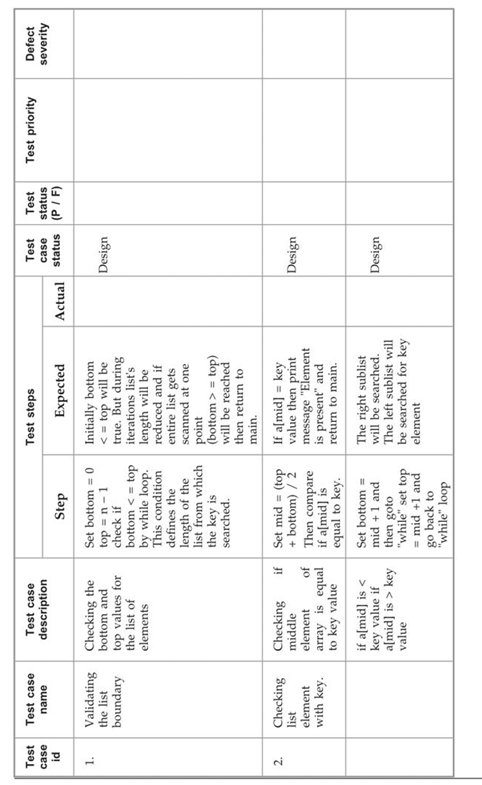 Test case id
Test case name
Test case description
Test steps
Test case status
Test status (P / F)
Test priority
Defect severity
Step
Expected
Actual
1.
Validating
the list
boundary
Checking the
bottom and
top values for
the list of
elements
Set bottom = 0
top = n − 1
check if
bottom < = top
by while loop.
This condition
defines the
length of the
list from which
the key is
searched.
Initially bottom
< = top will be
true. But during
iterations list's
length will be
reduced and if
entire list gets
scanned at one
point
(bottom > = top)
will be reached
then return to
main.
Design
2.
Checking
list
element
with key.
Checking if
middle
element of
array is equal
to key value
Set mid = (top
+ bottom) / 2
Then compare
if a[mid] is
equal to key.
If a[mid] = key
value then print
message "Element
is present" and
return to main.
Design
if a[mid] is <
key value if
a[mid] is > key
value
Set bottom =
mid + 1 and
then goto
"while" set top
= mid +1 and
go back to
"while" loop
The right sublist
will be searched.
The left sublist will
be searched for key
element
Design